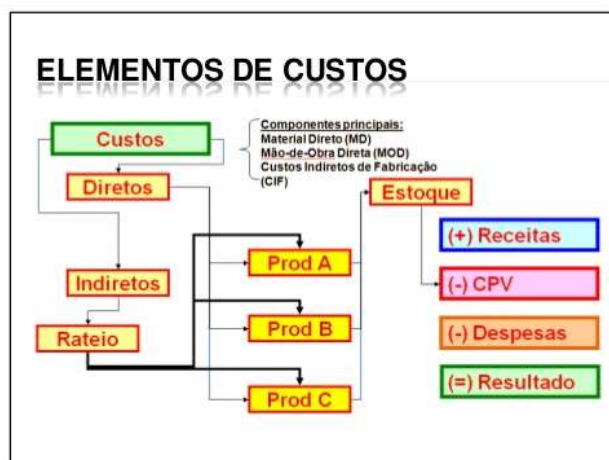 ELEMENTOS DE CUSTOS
Custos
Componentes principais:
Material Direto (MD)
Mão-de-Obra Direta (MOD)
Custos Indiretos de Fabricação
(CIF)
Diretos
Estoque
(+) Receitas
Prod A
Indiretos
(-) CPV
Prod B
Rateio
(-) Despesas
Prod C
(=) Resultado